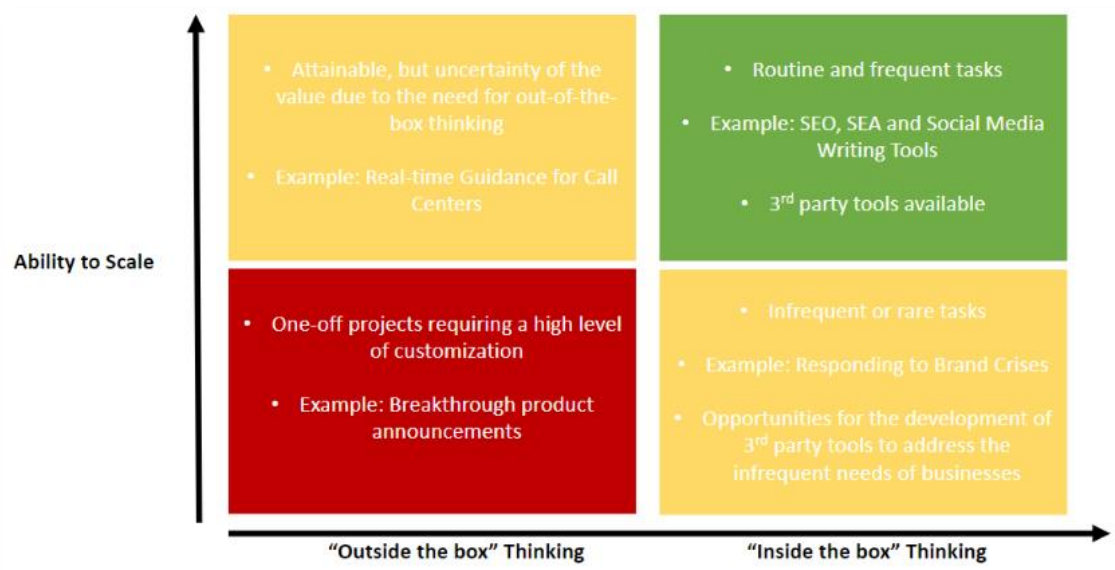 • Attainable, but uncertainty of the
value due to the need for out-of-the-
box thinking
• Example: Real-time Guidance for Call
Centers
• Routine and frequent tasks
• Example: SEO, SEA and Social Media
Writing Tools
• 3rd party tools available
Ability to Scale
• One-off projects requiring a high level
of customization
• Example: Breakthrough product
announcements
• Infrequent or rare tasks
• Example: Responding to Brand Crises
• Opportunities for the development of
3rd party tools to address the
infrequent needs of businesses
“Outside the box” Thinking
“Inside the box” Thinking